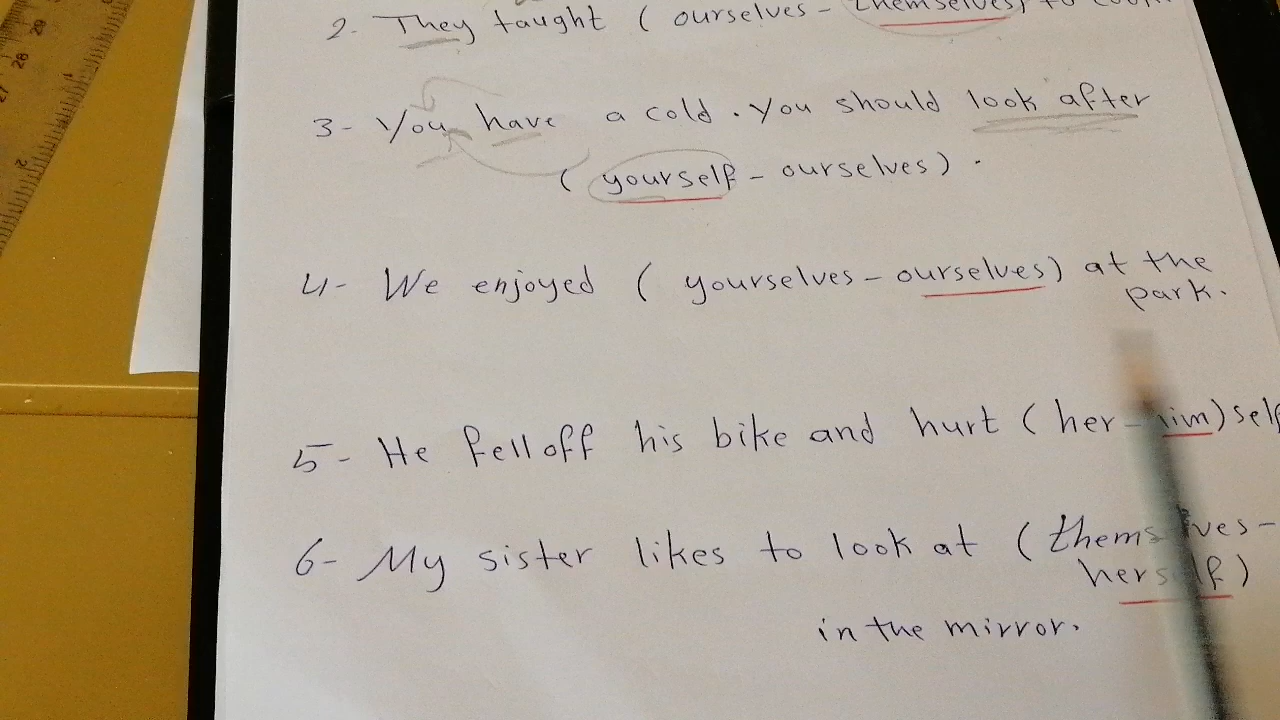 2. They taught ( ourselves - themselves) to
3- You have a cold. You should look after
( yourself - ourselves) .
4- We enjoyed ( yourselves - ourselves) at the
park.
5- He fell off his bike and hurt ( her - him) self
6- My sister likes to look at ( themselves -
herself)
in the mirror.